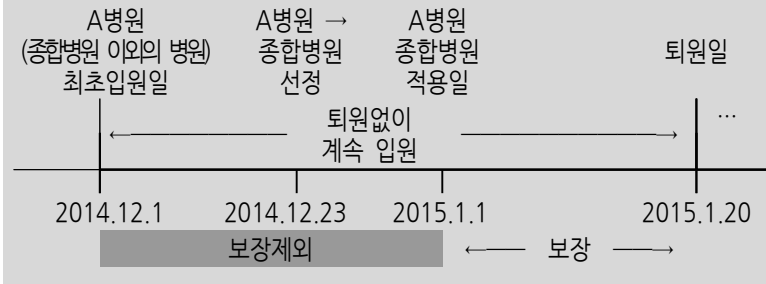 A병원
(종합병원 이외의 병원)
최초입원일
A병원 →
종합병원
선정
A병원
종합병원
적용일
퇴원일
퇴원없이
계속 입원
…
2014.12.1
2014.12.23
2015.1.1
2015.1.20
보장제외
←── 보장 ──→